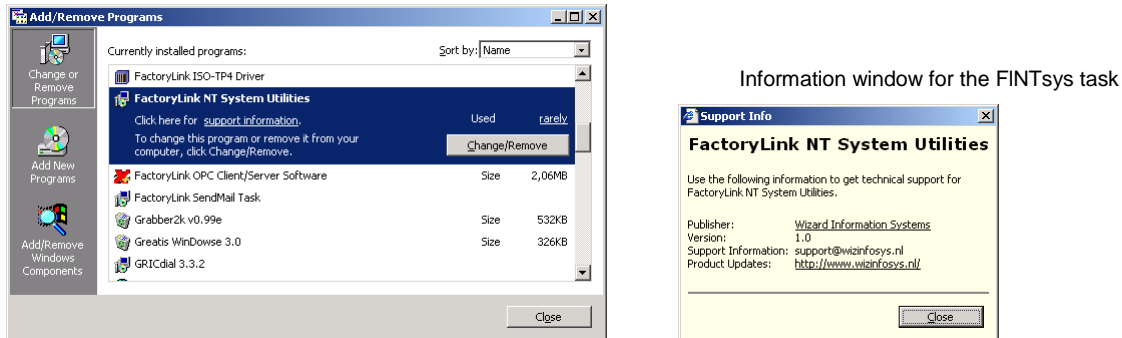 Add/Remove Programs
Change or
Remove
Programs
Add New
Programs
Add/Remove
Windows
Components
Currently installed programs:
Sort by: Name
FactoryLink ISO-TP4 Driver
FactoryLink NT System Utilities
Click here for support information. Used rarely
To change this program or remove it from your
computer, click Change/Remove.
Change/Remove
FactoryLink OPC Client/Server Software Size 2,06MB
FactoryLink SendMail Task
Grabber2k v0.99e Size 532KB
Greatis WinDowse 3.0 Size 326KB
GRICdial 3.3.2
Close
Information window for the FINTsys task
Support Info
FactoryLink NT System Utilities
Use the following information to get technical support for
FactoryLink NT System Utilities.
Publisher: Wizard Information Systems
Version: 1.0
Support Information: support@wizinfosys.nl
Product Updates: http://www.wizinfosys.nl/
Close